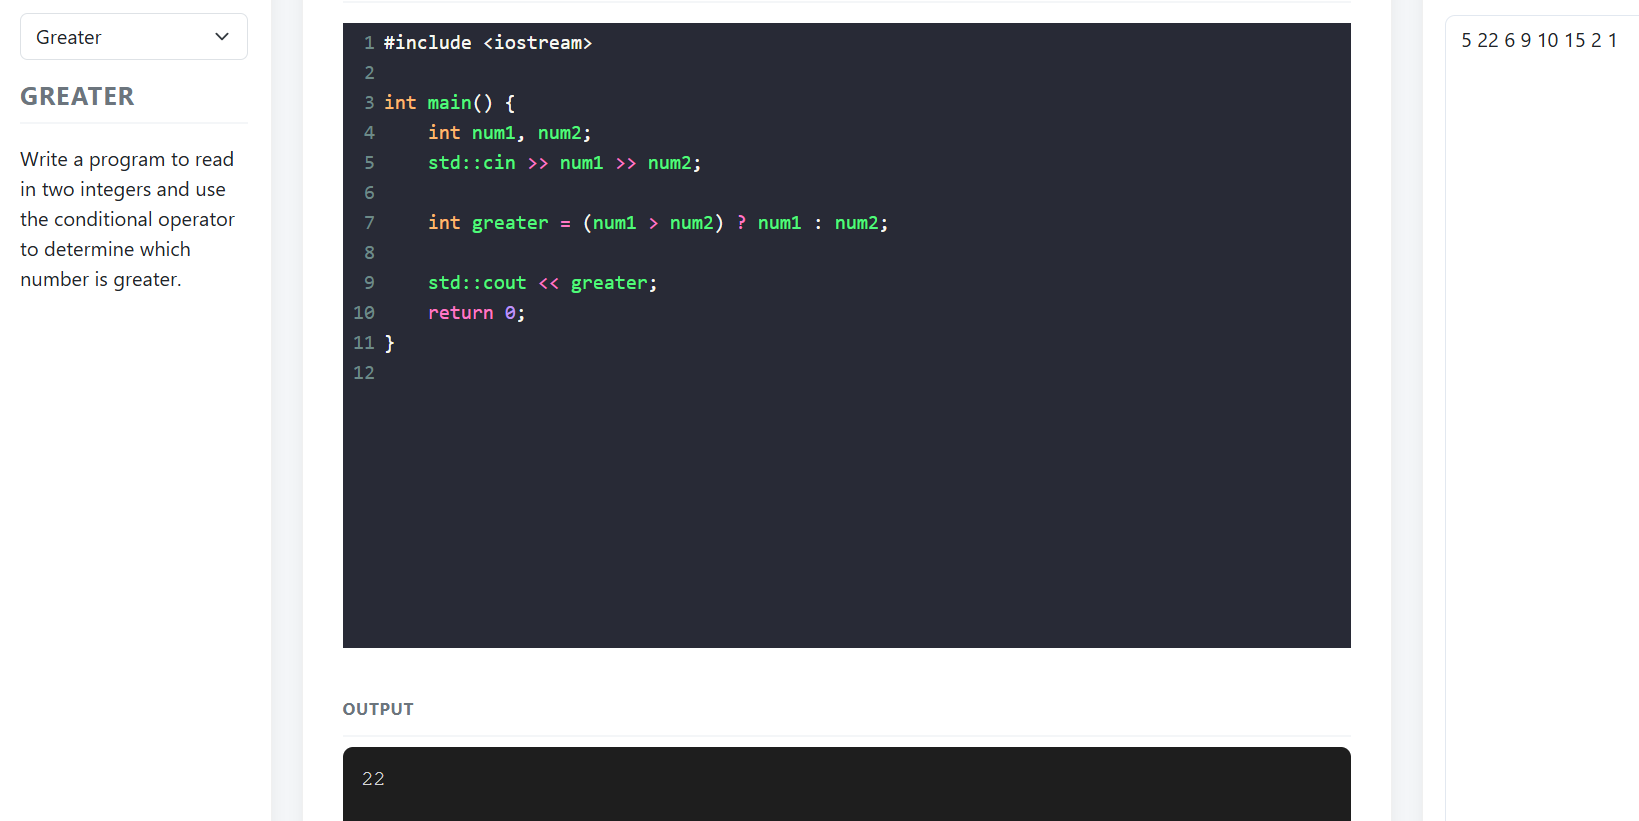 Greater
GREATER
Write a program to read
in two integers and use
the conditional operator
to determine which
number is greater.
1 #include <iostream>
2
3 int main() {
4     int num1, num2;
5     std::cin >> num1 >> num2;
6
7     int greater = (num1 > num2) ? num1 : num2;
8
9     std::cout << greater;
10     return 0;
11 }
12
OUTPUT
22
5 22 6 9 10 15 2 1